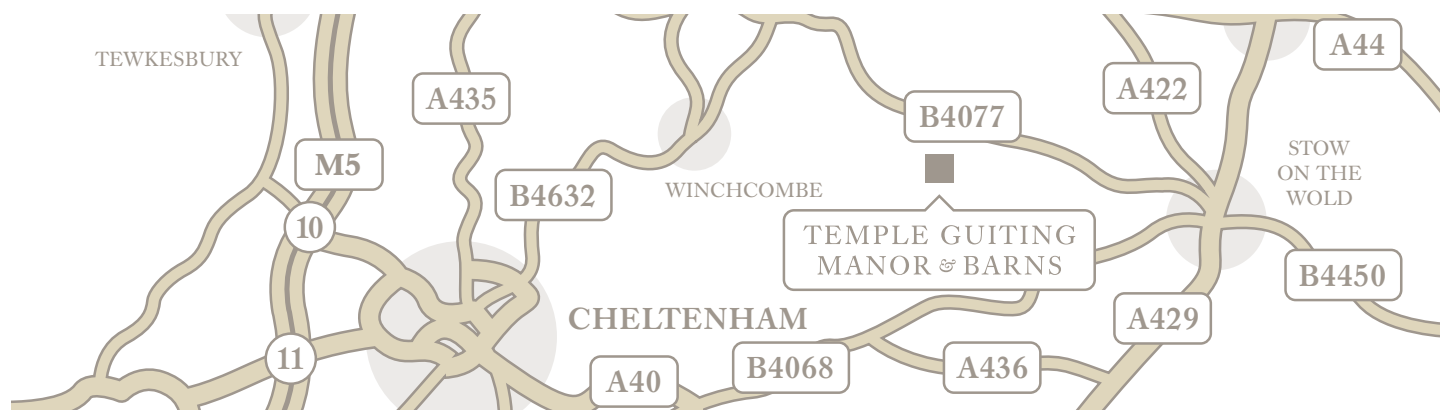 TEWKESBURY
A435
M5
10
11
B4632
WINCHCOMBE
CHELTENHAM
A40
B4068
B4077
TEMPLE GUITING
MANOR & BARNS
A436
A422
A44
STOW
ON THE
WOLD
B4450
A429